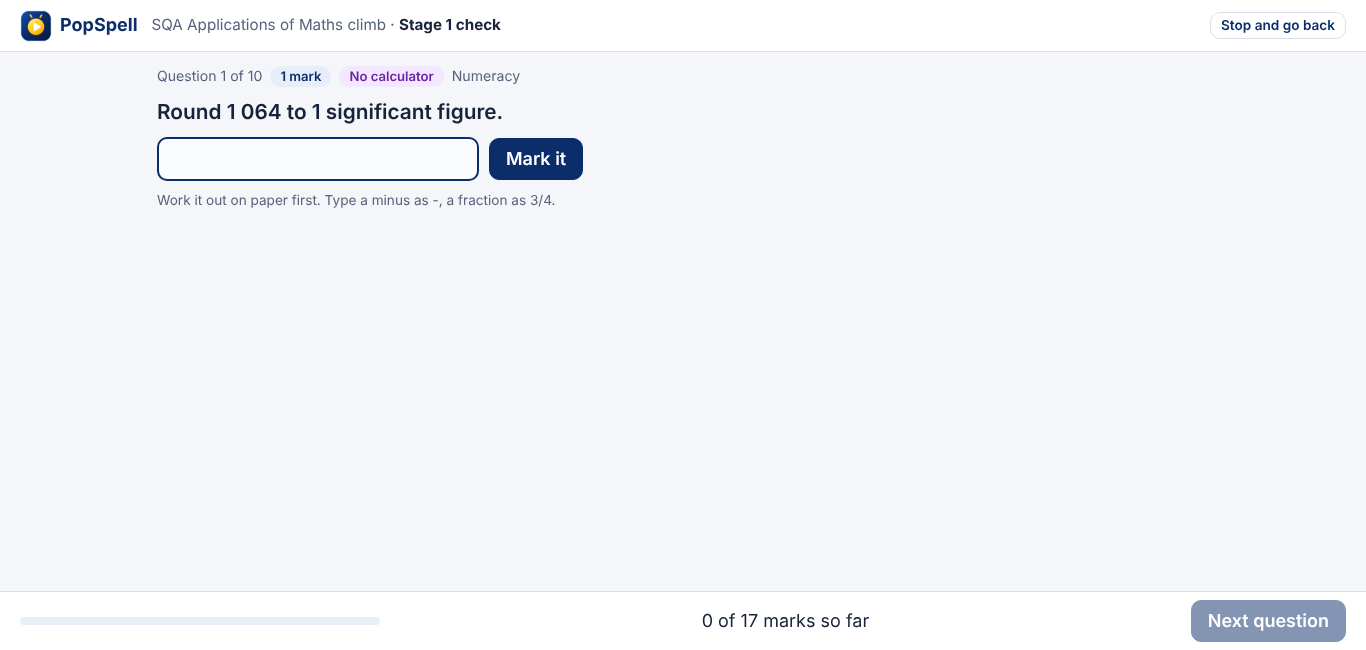 PopSpell SQA Applications of Maths climb · Stage 1 check Stop and go back
Question 1 of 10 1 mark No calculator Numeracy
Round 1 064 to 1 significant figure.
Mark it
Work it out on paper first. Type a minus as -, a fraction as 3/4.
0 of 17 marks so far Next question